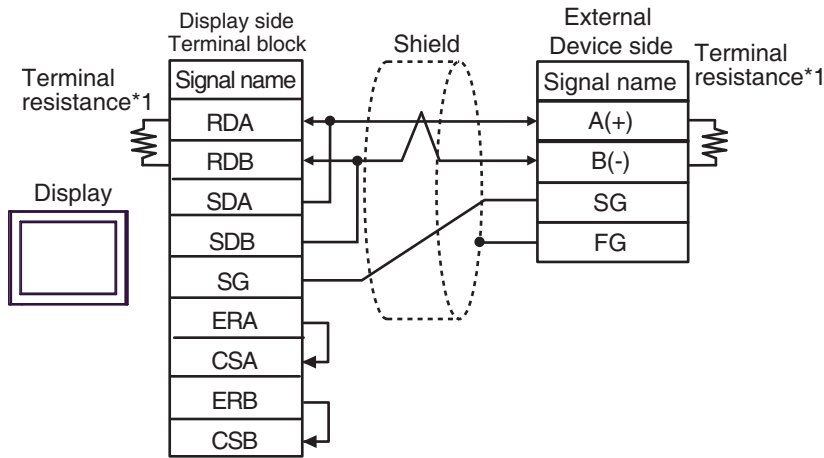 Display side
Terminal block
Shield
External
Device side
Terminal
resistance*1
Terminal
resistance*1
Signal name
RDA
RDB
SDA
SDB
SG
ERA
CSA
ERB
CSB
Signal name
A(+)
B(-)
SG
FG
Display